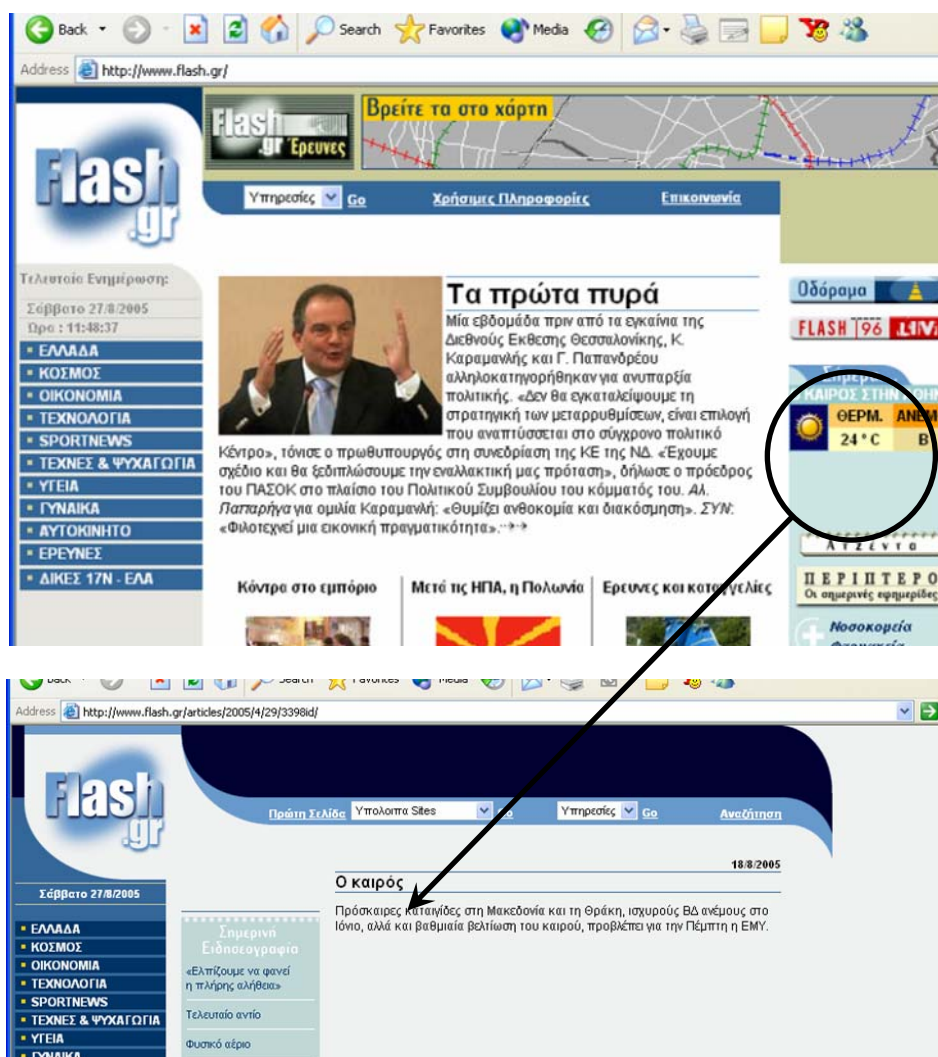 Back
Search
Favorites
Media
Address http://www.flash.gr/
Flash
.gr Έρευνες
Βρείτε τα στο χάρτη
Flash
.gr
Υπηρεσίες Go
Χρήσιμες Πληροφορίες
Επικοινωνία
Τελευταία Ενημέρωση:
Σάββατο 27/8/2005
Ώρα : 11:48:37
ΕΛΛΑΔΑ
ΚΟΣΜΟΣ
ΟΙΚΟΝΟΜΙΑ
ΤΕΧΝΟΛΟΓΙΑ
SPORTNEWS
ΤΕΧΝΕΣ & ΨΥΧΑΓΩΓΙΑ
ΥΓΕΙΑ
ΓΥΝΑΙΚΑ
ΑΥΤΟΚΙΝΗΤΟ
ΕΡΕΥΝΕΣ
ΔΙΚΕΣ 17Ν - ΕΛΑ
Τα πρώτα πυρά
Μία εβδομάδα πριν από τα εγκαίνια της
Διεθνούς Εκθεσης Θεσσαλονίκης, Κ.
Καραμανλής και Γ. Παπανδρέου
αλληλοκατηγορήθηκαν για ανυπαρξία
πολιτικής. «Δεν θα εγκαταλείψουμε τη
στρατηγική των μεταρρυθμίσεων, είναι επιλογή
που αναπτύσσεται στο σύγχρονο πολιτικό
Κέντρο», τόνισε ο πρωθυπουργός στη συνεδρίαση της ΚΕ της ΝΔ. «Έχουμε
σχέδιο και θα ξεδιπλώσουμε την εναλλακτική μας πρόταση», δήλωσε ο πρόεδρος
του ΠΑΣΟΚ στο πλαίσιο του Πολιτικού Συμβουλίου του κόμματός του. Αλ.
Παπαρήγα για ομιλία Καραμανλή: «Θυμίζει ανθοκομία και διακόσμηση». ΣΥΝ:
«Φιλοτεχνεί μια εικονική πραγματικότητα».
Κέντρα στο εμπόριο
Μετά τις ΗΠΑ, η Πολωνία
Ερευνες και καταγγελίες
Οδόραμα
FLASH 96 LIVE
ΘΕΡΜ.
24 °C
Β
Ατζέντα
ΠΕΡΙΠΤΕΡΟ
Οι σημερινές εφημερίδες
Νοσοκομεία
Address http://www.flash.gr/articles/2005/4/29/3398id/
Flash
.gr
Πρώτη Σελίδα
Υπολοιπα Sites Go
Υπηρεσίες Go
Αναζήτηση
Σάββατο 27/8/2005
ΕΛΛΑΔΑ
ΚΟΣΜΟΣ
ΟΙΚΟΝΟΜΙΑ
ΤΕΧΝΟΛΟΓΙΑ
SPORTNEWS
ΤΕΧΝΕΣ & ΨΥΧΑΓΩΓΙΑ
ΥΓΕΙΑ
ΓΥΝΑΙΚΑ
Σημερινή
Ειδησεογραφία
«Ελπίζουμε να φανεί
η πλήρης αλήθεια»
Τελευταίο αντίο
Φυσικό αέριο
18/8/2005
Ο καιρός
Πρόσκαιρες καταιγίδες στη Μακεδονία και τη Θράκη, ισχυρούς ΒΔ ανέμους στο
Ιόνιο, αλλά και βαθμιαία βελτίωση του καιρού, προβλέπει για την Πέμπτη η ΕΜΥ.